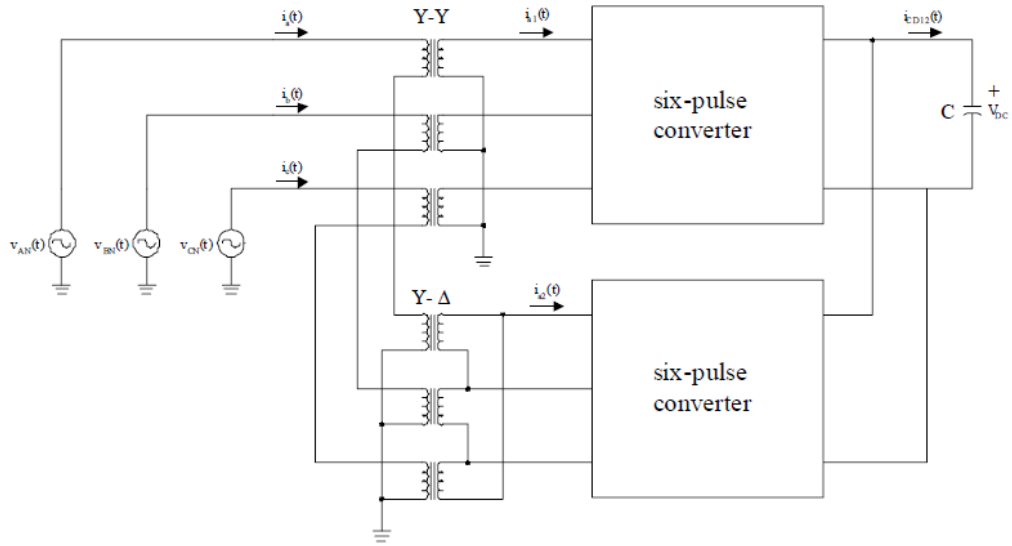 i_a(t)
Y-Y
i_a1(t)
i_CD12(t)
i_b(t)
six-pulse
converter
C
+
V_DC
i_c(t)
v_AN(t)
v_BN(t)
v_CN(t)
Y- Δ
i_a2(t)
six-pulse
converter